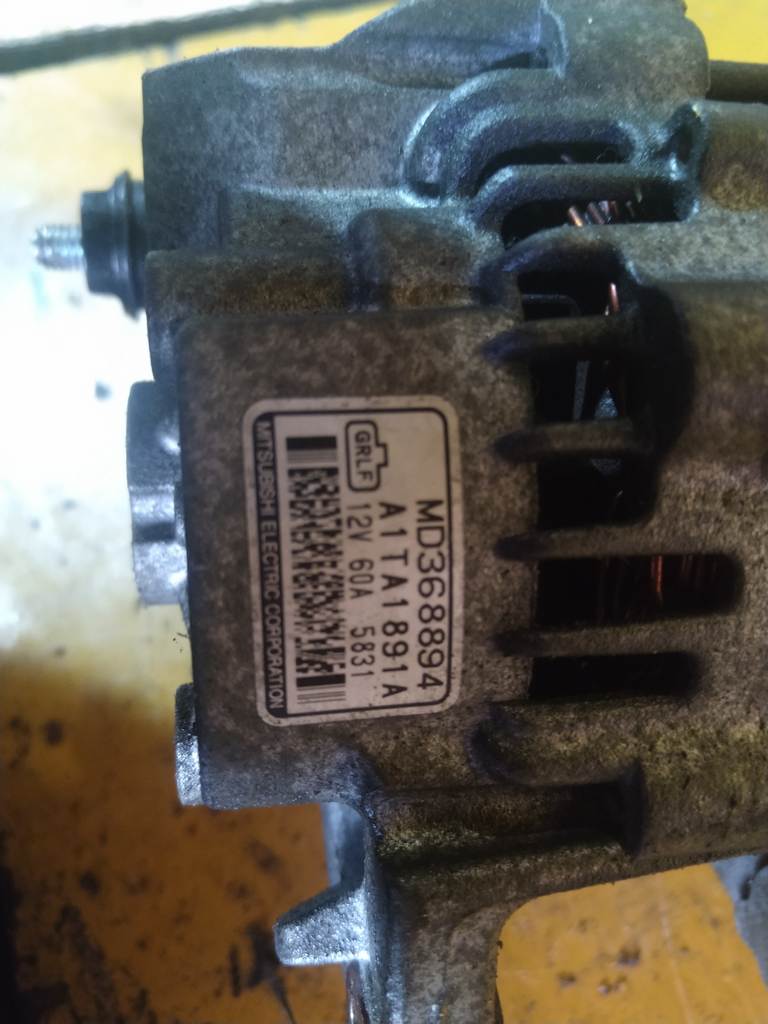 MD368894
A1TA1891A
GRLF
12V 60A 5831
MITSUBISHI ELECTRIC CORPORATION